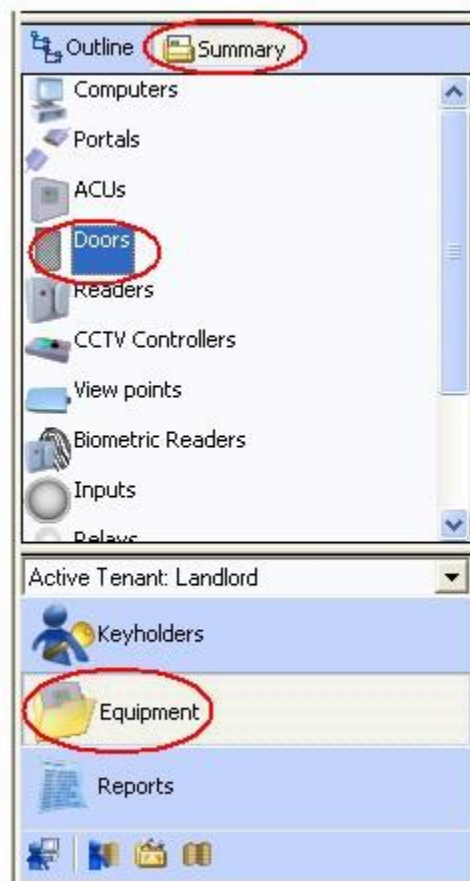 Outline Summary
Computers
Portals
ACUs
Doors
Readers
CCTV Controllers
View points
Biometric Readers
Inputs
Relays
Active Tenant: Landlord
Keyholders
Equipment
Reports